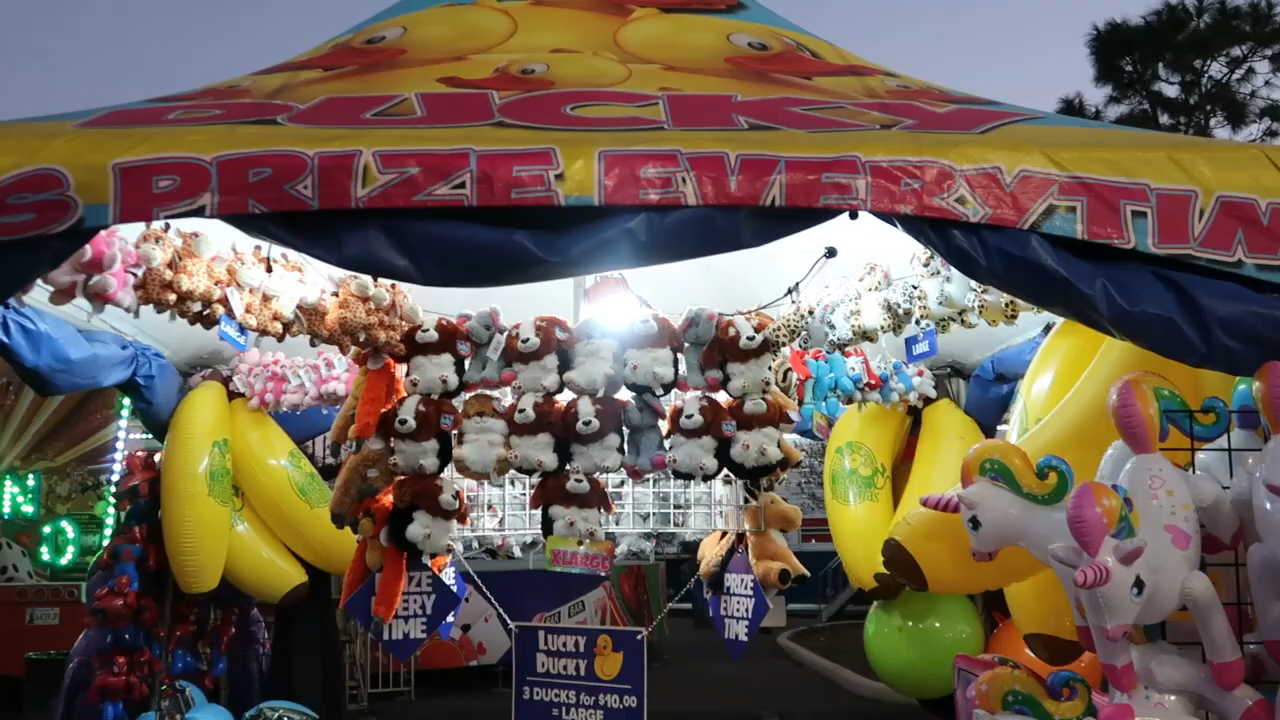 DUCKY
S PRIZE EVERYTIM
LARGE
LARGE
XLARGE
PRIZE
EVERY
TIME
PRIZE
EVERY
TIME
LUCKY
DUCKY
3 DUCKS for $10.00
= LARGE
BAR
N
D